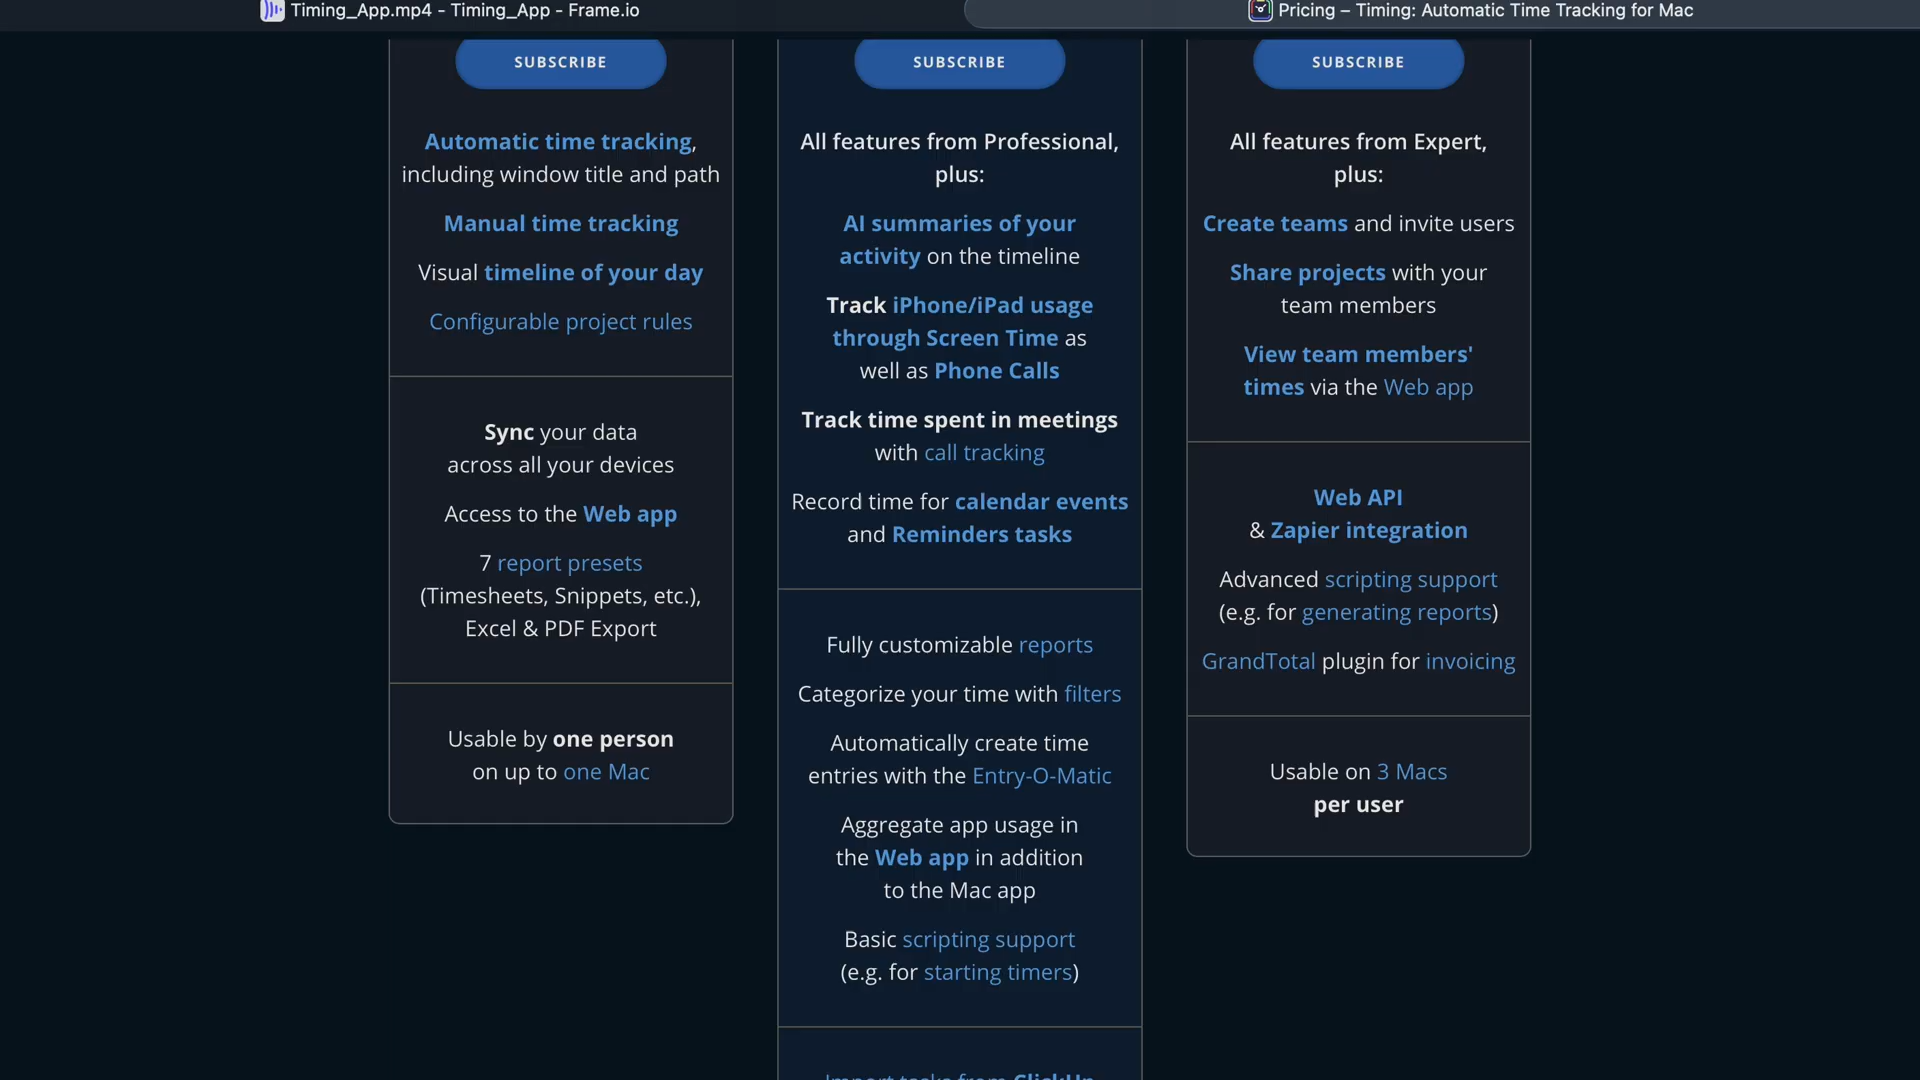 Timing_App.mp4 - Timing_App - Frame.io
Pricing – Timing: Automatic Time Tracking for Mac
SUBSCRIBE
Automatic time tracking,
including window title and path
Manual time tracking
Visual timeline of your day
Configurable project rules
Sync your data
across all your devices
Access to the Web app
7 report presets
(Timesheets, Snippets, etc.),
Excel & PDF Export
Usable by one person
on up to one Mac
SUBSCRIBE
All features from Professional,
plus:
AI summaries of your
activity on the timeline
Track iPhone/iPad usage
through Screen Time as
well as Phone Calls
Track time spent in meetings
with call tracking
Record time for calendar events
and Reminders tasks
Fully customizable reports
Categorize your time with filters
Automatically create time
entries with the Entry-O-Matic
Aggregate app usage in
the Web app in addition
to the Mac app
Basic scripting support
(e.g. for starting timers)
Import tasks from ClickUp
SUBSCRIBE
All features from Expert,
plus:
Create teams and invite users
Share projects with your
team members
View team members'
times via the Web app
Web API
& Zapier integration
Advanced scripting support
(e.g. for generating reports)
GrandTotal plugin for invoicing
Usable on 3 Macs
per user